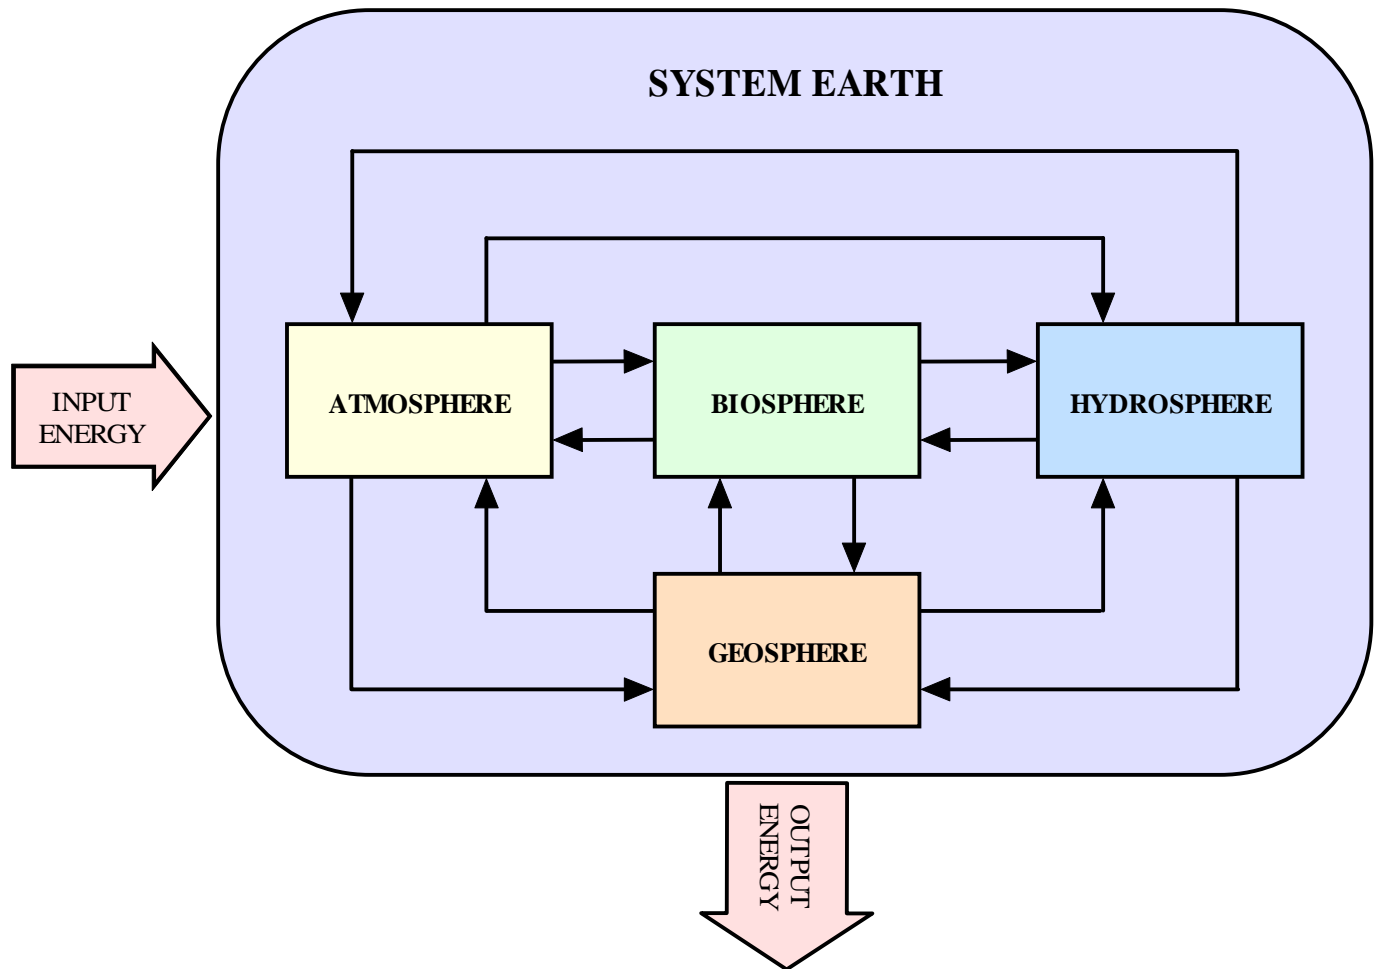 SYSTEM EARTH
INPUT
ENERGY
ATMOSPHERE
BIOSPHERE
HYDROSPHERE
GEOSPHERE
OUTPUT
ENERGY